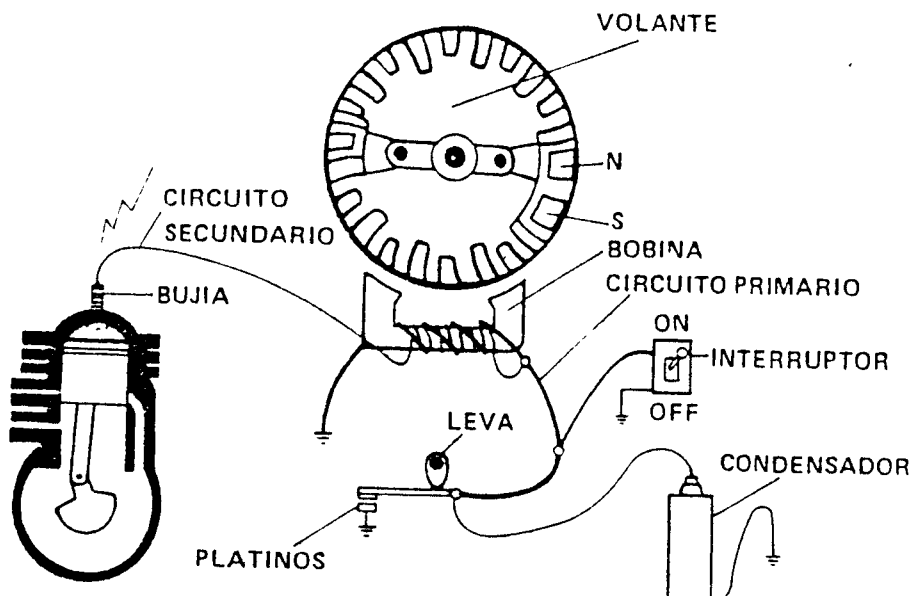 VOLANTE
N
S
CIRCUITO
SECUNDARIO
BOBINA
CIRCUITO PRIMARIO
BUJIA
ON
INTERRUPTOR
OFF
LEVA
CONDENSADOR
PLATINOS